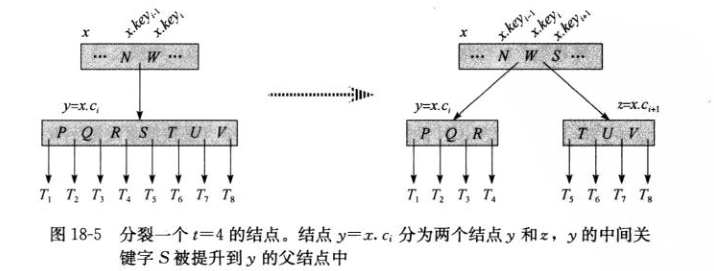 x x.keyᵢ₋₁ x.keyᵢ
··· N W ···
y=x.cᵢ
P Q R S T U V
T₁ T₂ T₃ T₄ T₅ T₆ T₇ T₈
x x.keyᵢ₋₁ x.keyᵢ x.keyᵢ₊₁
··· N W S ···
y=x.cᵢ z=x.cᵢ₊₁
P Q R T U V
T₁ T₂ T₃ T₄ T₅ T₆ T₇ T₈
图 18-5 分裂一个 t=4 的结点。结点 y=x.cᵢ 分为两个结点 y 和 z，y 的中间关
键字 S 被提升到 y 的父结点中